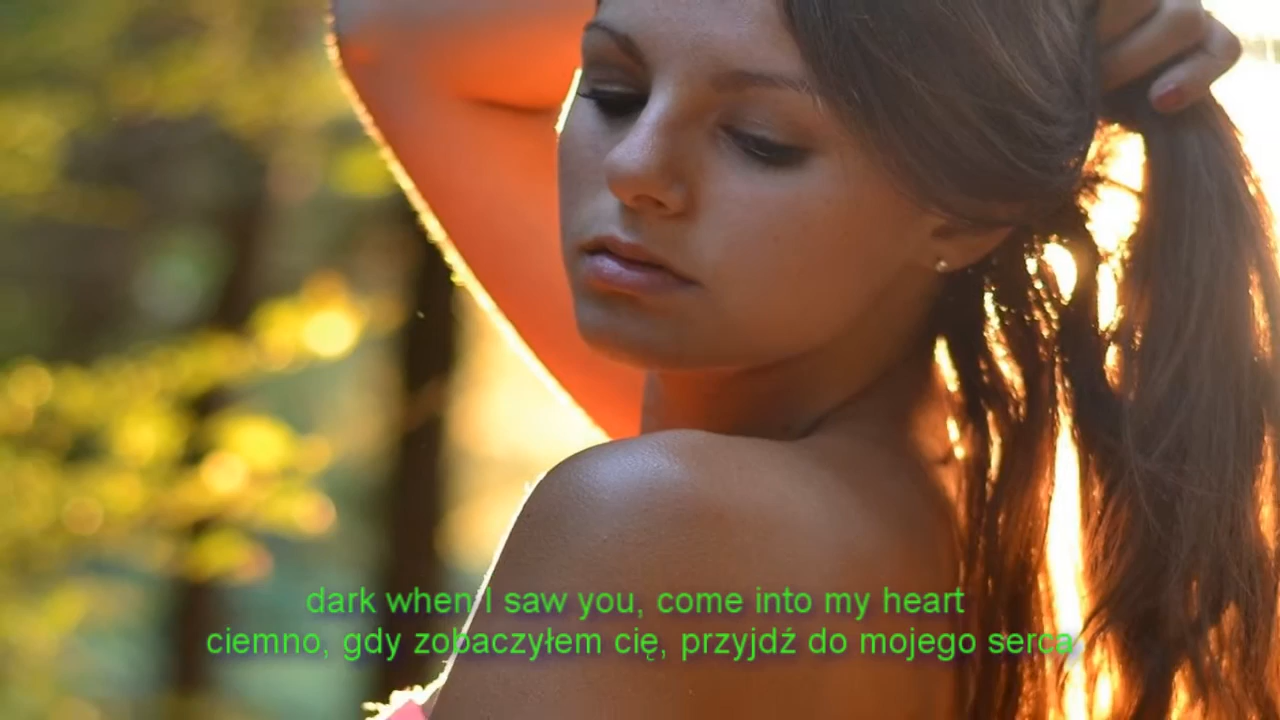 dark when I saw you, come into my heart
ciemno, gdy zobaczyłem cię, przyjdź do mojego serca